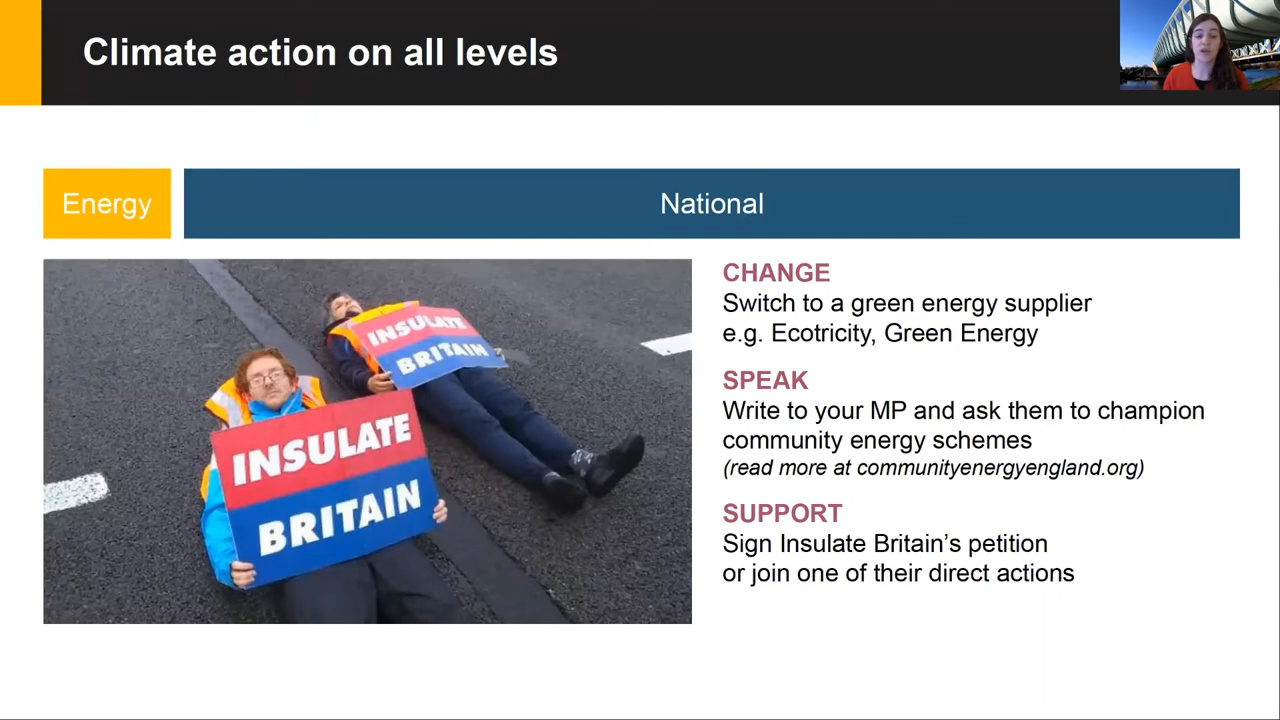 Climate action on all levels
Energy
National
INSULATE
BRITAIN
INSULATE
BRITAIN
CHANGE
Switch to a green energy supplier
e.g. Ecotricity, Green Energy
SPEAK
Write to your MP and ask them to champion
community energy schemes
(read more at communityenergyengland.org)
SUPPORT
Sign Insulate Britain's petition
or join one of their direct actions